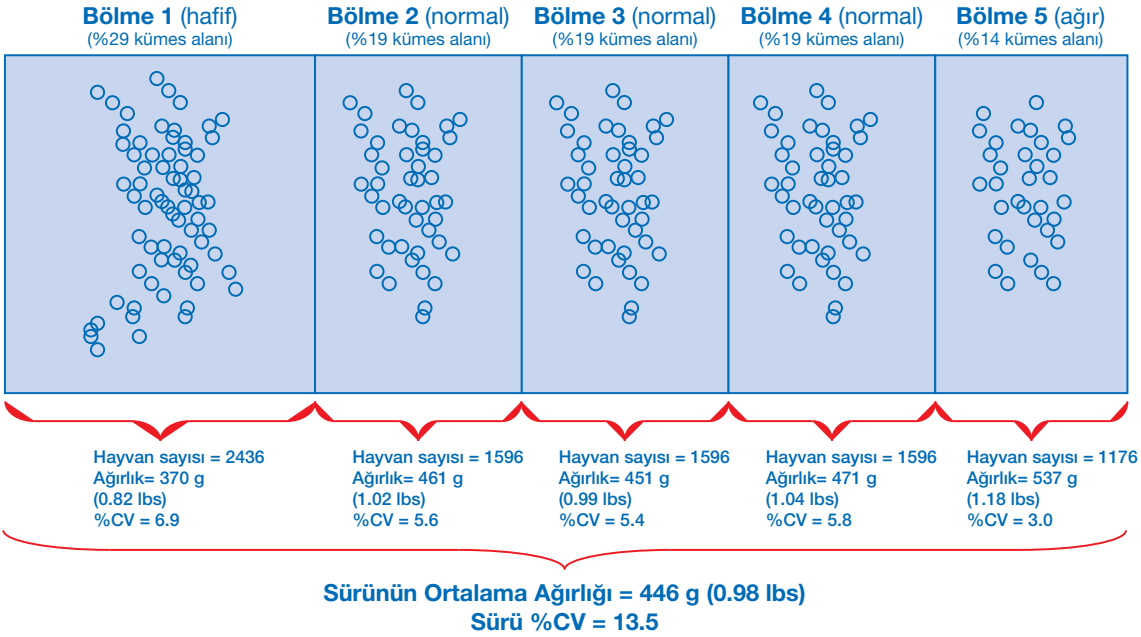 Bölme 1 (hafif)
(%29 kümes alanı)
Bölme 2 (normal)
(%19 kümes alanı)
Bölme 3 (normal)
(%19 kümes alanı)
Bölme 4 (normal)
(%19 kümes alanı)
Bölme 5 (ağır)
(%14 kümes alanı)
Hayvan sayısı = 2436
Ağırlık= 370 g
(0.82 lbs)
%CV = 6.9
Hayvan sayısı = 1596
Ağırlık= 461 g
(1.02 lbs)
%CV = 5.6
Hayvan sayısı = 1596
Ağırlık= 451 g
(0.99 lbs)
%CV = 5.4
Hayvan sayısı = 1596
Ağırlık= 471 g
(1.04 lbs)
%CV = 5.8
Hayvan sayısı = 1176
Ağırlık= 537 g
(1.18 lbs)
%CV = 3.0
Sürünün Ortalama Ağırlığı = 446 g (0.98 lbs)
Sürü %CV = 13.5